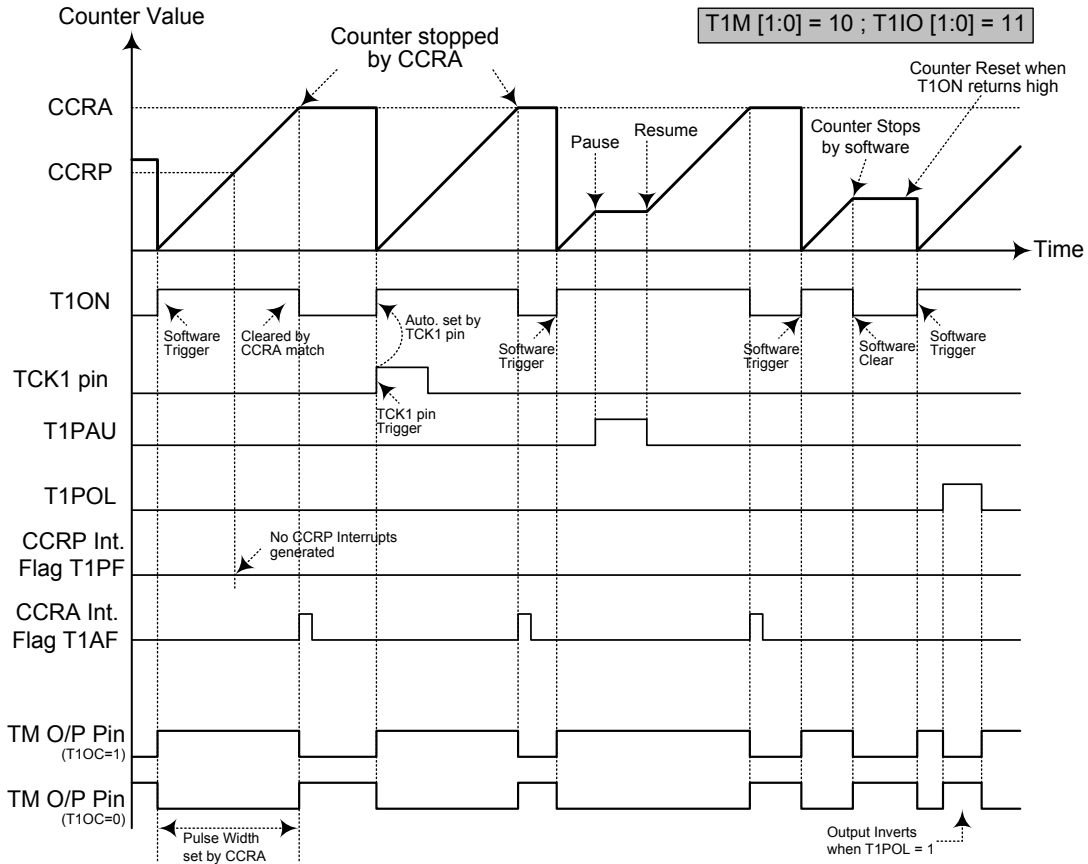 Counter Value
T1M [1:0] = 10 ; T1IO [1:0] = 11
Counter stopped
by CCRA
Counter Reset when
T1ON returns high
CCRA
Pause
Resume
Counter Stops
by software
CCRP
Time
T1ON
Software
Trigger
Cleared by
CCRA match
Auto. set by
TCK1 pin
Software
Trigger
Software
Trigger
Software
Clear
Software
Trigger
TCK1 pin
TCK1 pin
Trigger
T1PAU
T1POL
CCRP Int.
Flag T1PF
No CCRP Interrupts
generated
CCRA Int.
Flag T1AF
TM O/P Pin
(T1OC=1)
TM O/P Pin
(T1OC=0)
Pulse Width
set by CCRA
Output Inverts
when T1POL = 1